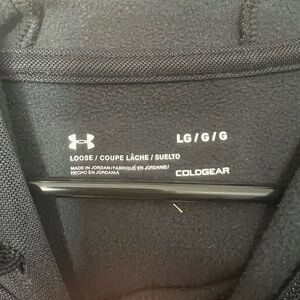 LG / G / G
LOOSE / COUPE LÂCHE / SUELTO
MADE IN JORDAN / FABRIQUÉ EN JORDANIE /
HECHO EN JORDANIA
COLDGEAR